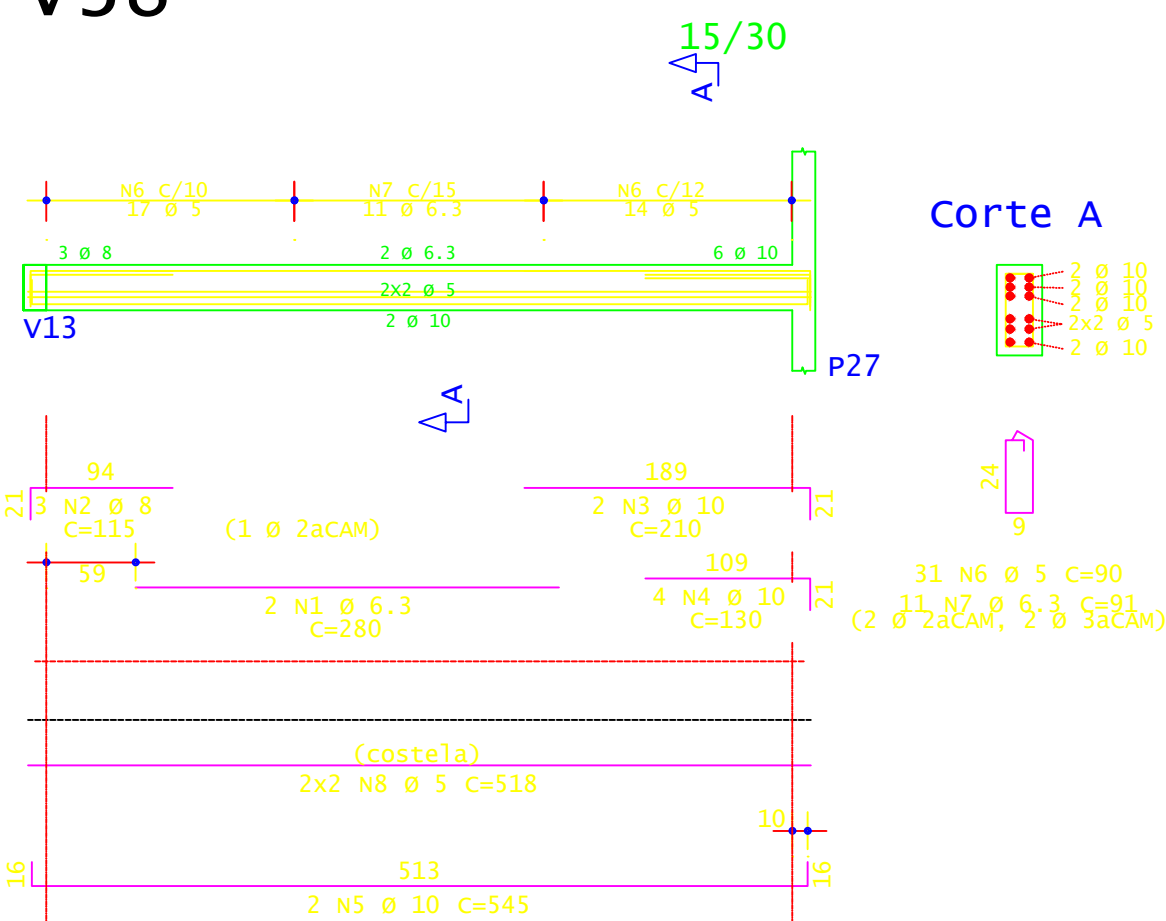 V58
15/30
A
N6 C/10
17 Ø 5
N7 C/15
11 Ø 6.3
N6 C/12
14 Ø 5
3 Ø 8
2 Ø 6.3
6 Ø 10
2x2 Ø 5
2 Ø 10
V13
P27
A
Corte A
2 Ø 10
2 Ø 10
2 Ø 10
2x2 Ø 5
2 Ø 10
24
9
31 N6 Ø 5 C=90
11 N7 Ø 6.3 C=91
(2 Ø 2aCAM, 2 Ø 3aCAM)
94
21
3 N2 Ø 8
C=115
(1 Ø 2aCAM)
189
2 N3 Ø 10
C=210
21
59
2 N1 Ø 6.3
C=280
109
4 N4 Ø 10
C=130
21
(costela)
2x2 N8 Ø 5 C=518
10
16
513
16
2 N5 Ø 10 C=545